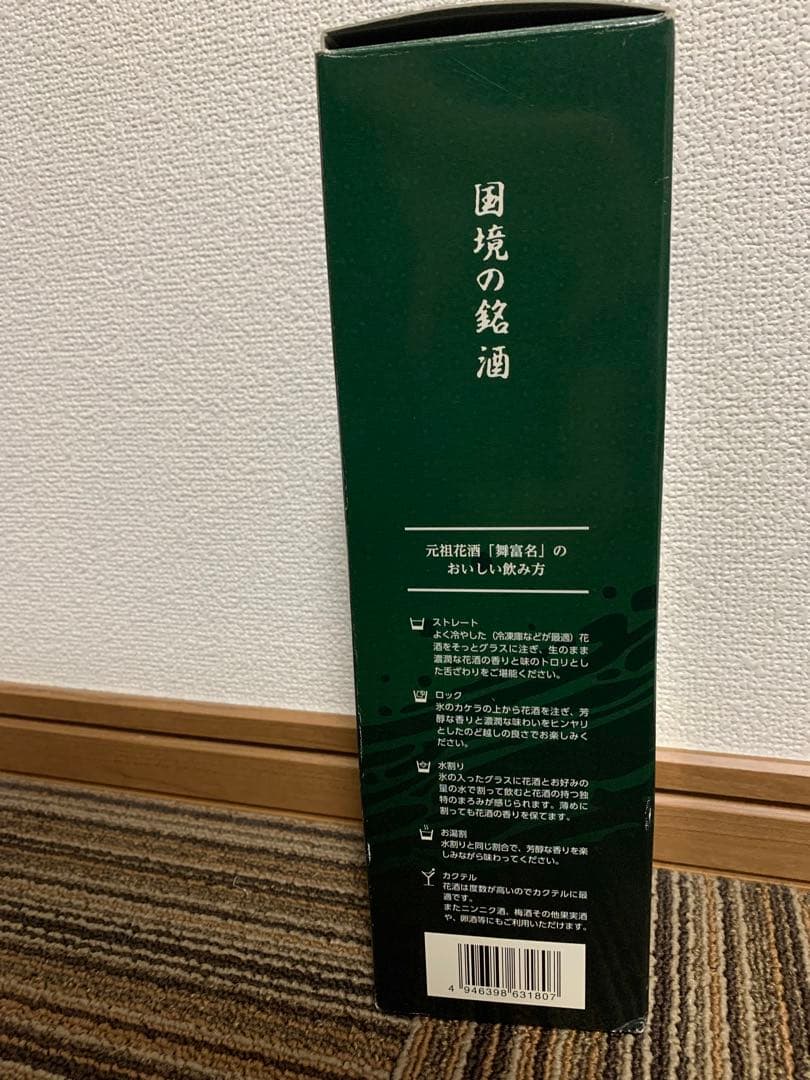 国境の銘酒
元祖花酒「舞富名」の
おいしい飲み方
ストレート
よく冷やした（冷凍庫などが最適）花
酒をそっとグラスに注ぎ、生のまま
濃潤な花酒の香りと味のトロリとし
た舌ざわりをご堪能ください。
ロック
氷のカケラの上から花酒を注ぎ、芳
醇な香りと濃潤な味わいをヒンヤリ
としたのど越しの良さでお楽しみく
ださい。
水割り
氷の入ったグラスに花酒とお好みの
量の水で割って飲むと花酒の持つ独
特のまろみが感じられます。薄めに
割っても花酒の香りを保てます。
お湯割
水割りと同じ割合で、芳醇な香りを楽
しみながら味わってください。
カクテル
花酒は度数が高いのでカクテルに最
適です。
またニンニク酒、梅酒その他果実酒
や、卵酒等にもご利用いただけます。
4 946398 631807